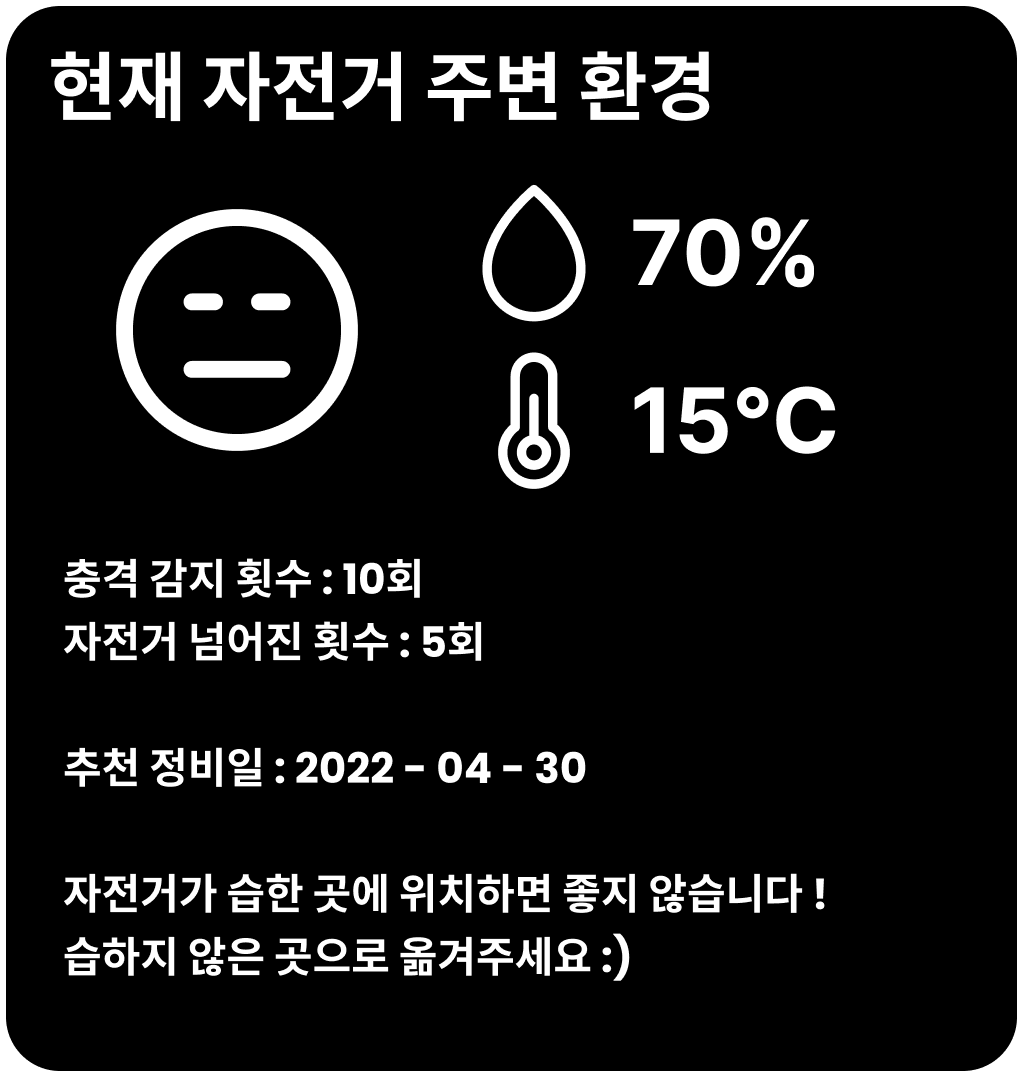 현재 자전거 주변 환경
70%
15°C
충격 감지 횟수 : 10회
자전거 넘어진 횟수 : 5회
추천 정비일 : 2022 - 04 - 30
자전거가 습한 곳에 위치하면 좋지 않습니다 !
습하지 않은 곳으로 옮겨주세요 :)